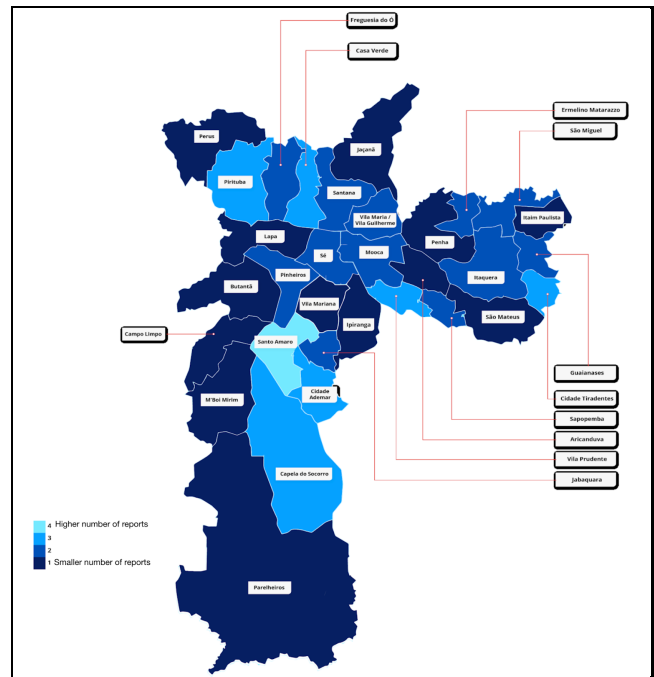 Freguesia do Ó
Casa Verde
Ermelino Matarazzo
São Miguel
Perus
Jaçanã
Pirituba
Santana
Vila Maria /
Vila Guilherme
Itaim Paulista
Lapa
Penha
Sé
Mooca
Pinheiros
Itaquera
Butantã
Vila Mariana
Ipiranga
São Mateus
Campo Limpo
Santo Amaro
Guaianases
Cidade
Ademar
M'Boi Mirim
Cidade Tiradentes
Sapopemba
Aricanduva
Vila Prudente
Capela do Socorro
Jabaquara
4 Higher number of reports
3
2
1 Smaller number of reports
Parelheiros